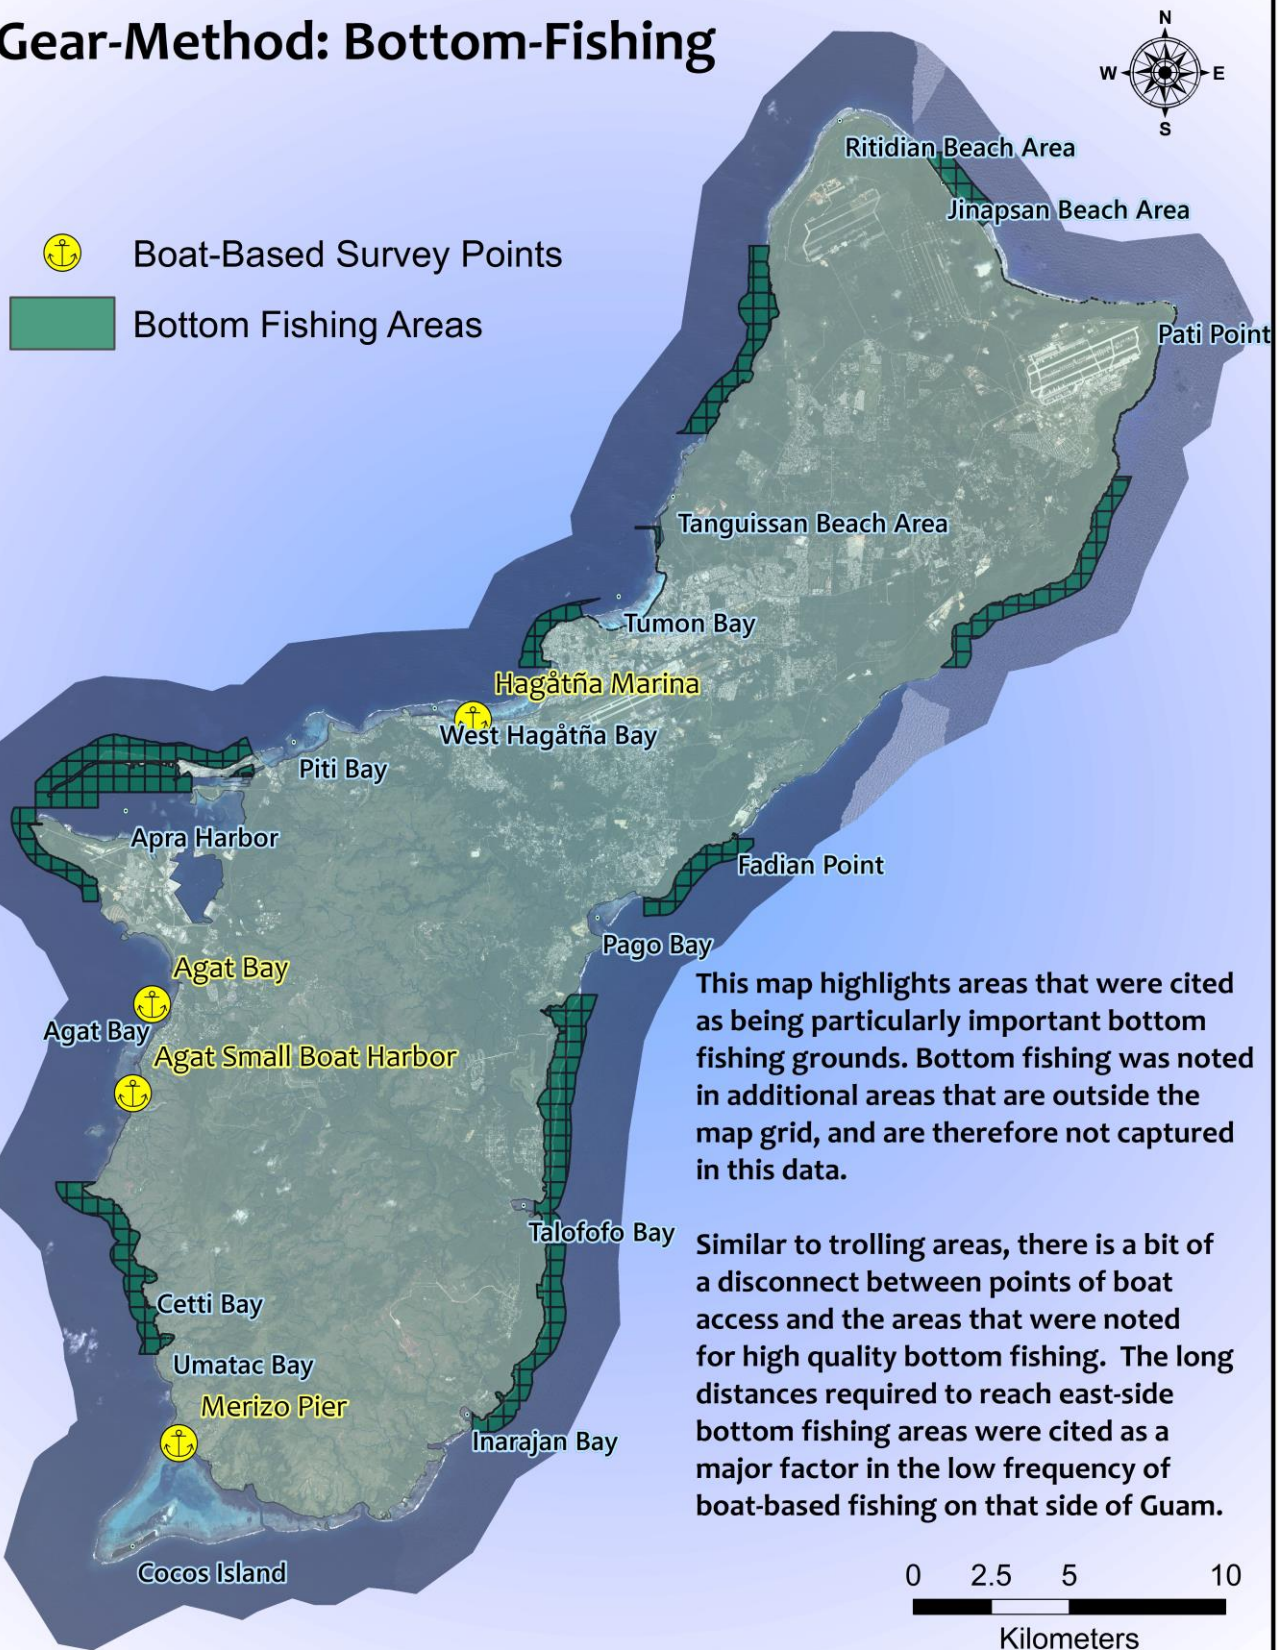 Gear-Method: Bottom-Fishing
N
W
E
S
Ritidian Beach Area
Jinapsan Beach Area
Boat-Based Survey Points
Bottom Fishing Areas
Pati Point
Tanguissan Beach Area
Tumon Bay
Hagåtña Marina
West Hagåtña Bay
Piti Bay
Apra Harbor
Fadian Point
Pago Bay
Agat Bay
Agat Bay
Agat Small Boat Harbor
This map highlights areas that were cited
as being particularly important bottom
fishing grounds. Bottom fishing was noted
in additional areas that are outside the
map grid, and are therefore not captured
in this data.
Talofofo Bay
Similar to trolling areas, there is a bit of
a disconnect between points of boat
access and the areas that were noted
for high quality bottom fishing. The long
distances required to reach east-side
bottom fishing areas were cited as a
major factor in the low frequency of
boat-based fishing on that side of Guam.
Cetti Bay
Umatac Bay
Merizo Pier
Inarajan Bay
Cocos Island
0 2.5 5 10
Kilometers